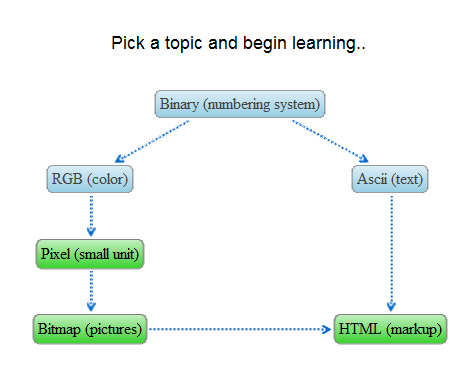 Pick a topic and begin learning..
Binary (numbering system)
RGB (color)
Ascii (text)
Pixel (small unit)
Bitmap (pictures)
HTML (markup)